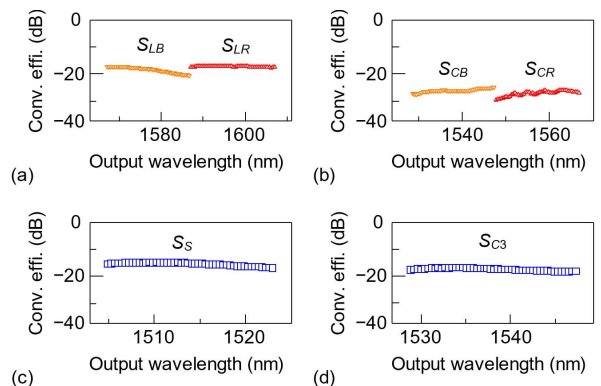 0
−20
−40
Conv. effi. (dB)
S_LB S_LR
1580 1600
Output wavelength (nm)
(a)
0
−20
−40
Conv. effi. (dB)
S_CB S_CR
1540 1560
Output wavelength (nm)
(b)
0
−20
−40
Conv. effi. (dB)
S_S
1510 1520
Output wavelength (nm)
(c)
0
−20
−40
Conv. effi. (dB)
S_C3
1530 1540
Output wavelength (nm)
(d)